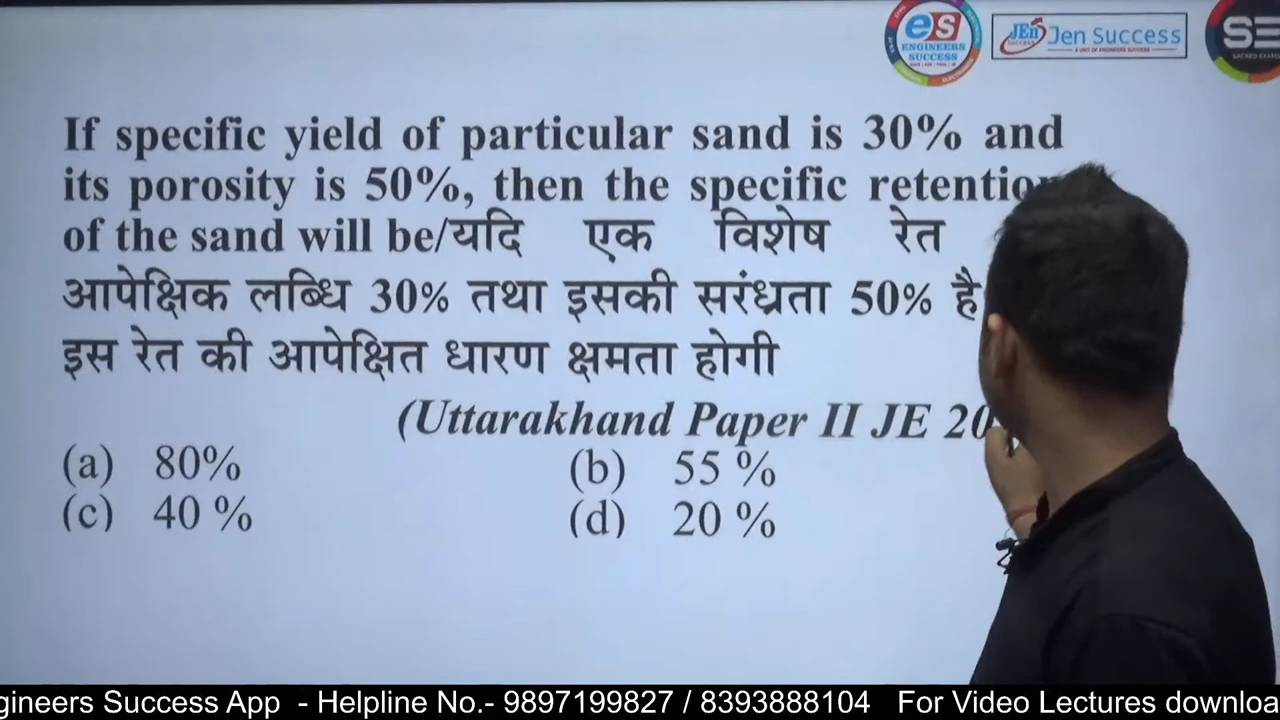 es
ENGINEERS
SUCCESS
JEn
SUCCESS
Jen Success
A UNIT OF ENGINEERS SUCCESS
SE
If specific yield of particular sand is 30% and
its porosity is 50%, then the specific
of the sand will be/यदि एक विशेष रेत
आपेक्षिक लब्धि 30% तथा इसकी सरंध्रता 50% है
इस रेत की आपेक्षित धारण क्षमता होगी
(Uttarakhand Paper II JE 20
(a) 80%
(b) 55 %
(c) 40 %
(d) 20 %
gineers Success App - Helpline No.- 9897199827 / 8393888104 For Video Lectures downloa